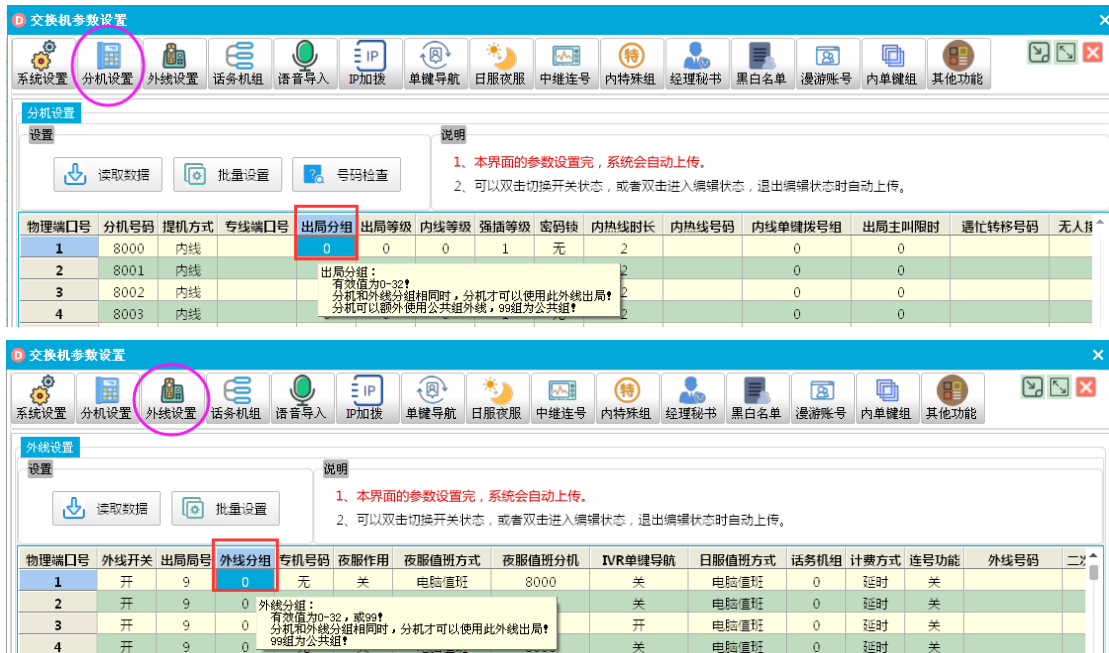 交换机参数设置
系统设置 分机设置 外线设置 话务机组 语音导入 IP加拨 单键导航 日服夜服 中继连号 内特殊组 经理秘书 黑白名单 漫游账号 内单键组 其他功能
分机设置
设置
说明
读取数据 批量设置 号码检查
1、本界面的参数设置完，系统会自动上传。
2、可以双击切换开关状态，或者双击进入编辑状态，退出编辑状态时自动上传。
物理端口号 分机号码 提机方式 专线端口号 出局分组 出局等级 内线等级 强插等级 密码锁 内热线时长 内热线号码 内线单键拨号组 出局主叫限时 遇忙转移号码 无人接
1 8000 内线 0 0 0 1 无 2 0 0
2 8001 内线 2 0 0
3 8002 内线 2 0 0
4 8003 内线 2 0 0
出局分组：
有效值为0-32！
分机和外线分组相同时，分机才可以使用此外线出局！
分机可以额外使用公共组外线，99组为公共组！
交换机参数设置
系统设置 分机设置 外线设置 话务机组 语音导入 IP加拨 单键导航 日服夜服 中继连号 内特殊组 经理秘书 黑白名单 漫游账号 内单键组 其他功能
外线设置
设置
说明
读取数据 批量设置
1、本界面的参数设置完，系统会自动上传。
2、可以双击切换开关状态，或者双击进入编辑状态，退出编辑状态时自动上传。
物理端口号 外线开关 出局局号 外线分组 专机号码 夜服作用 夜服值班方式 夜服值班分机 IVR单键导航 日服值班方式 话务机组 计费方式 连号功能 外线号码
1 开 9 0 无 关 电脑值班 8000 关 电脑值班 0 延时 关
2 开 9 0 关 电脑值班 0 延时 关
3 开 9 0 开 电脑值班 0 延时 关
4 开 9 0 关 电脑值班 0 延时 关
外线分组：
有效值为0-32，或99！
分机和外线分组相同时，分机才可以使用此外线出局！
99组为公共组！